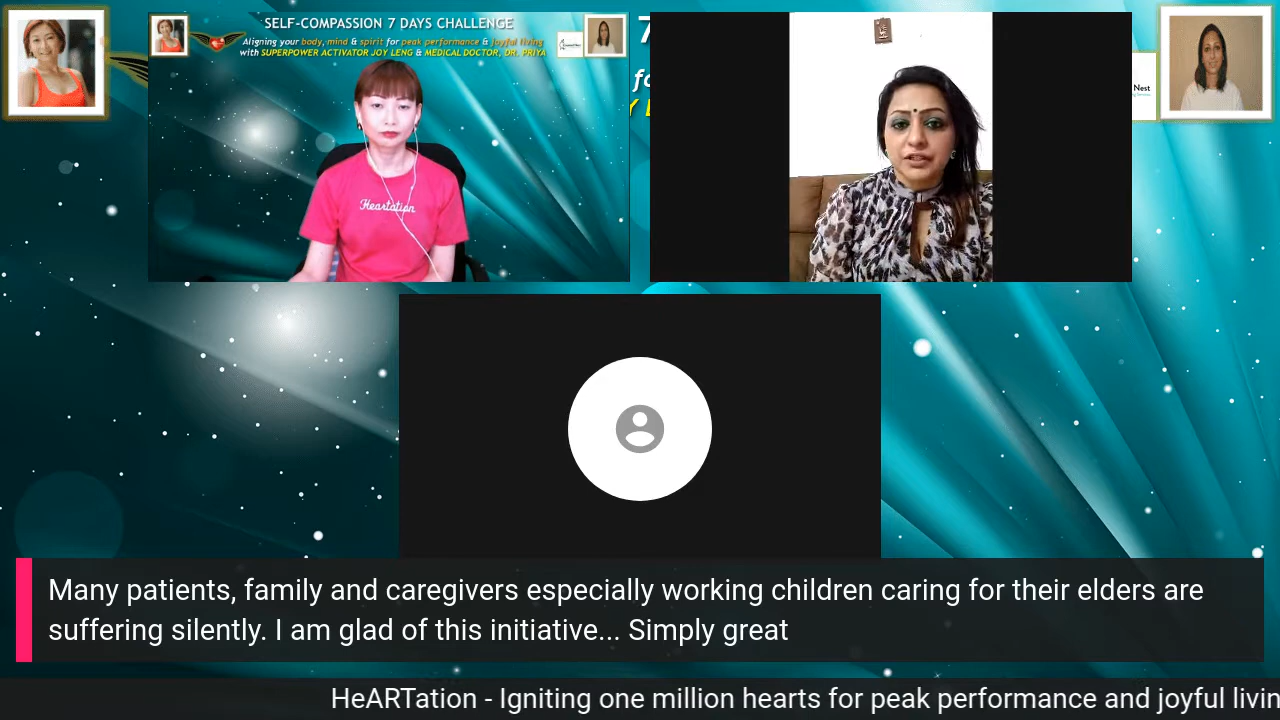 SELF-COMPASSION 7 DAYS CHALLENGE
Aligning your body, mind & spirit for peak performance & joyful living
with SUPERPOWER ACTIVATOR JOY LENG & MEDICAL DOCTOR, DR. PRIYA
7
fo
Nest
Heartation
Many patients, family and caregivers especially working children caring for their elders are
suffering silently. I am glad of this initiative... Simply great
HeARTation - Igniting one million hearts for peak performance and joyful livin